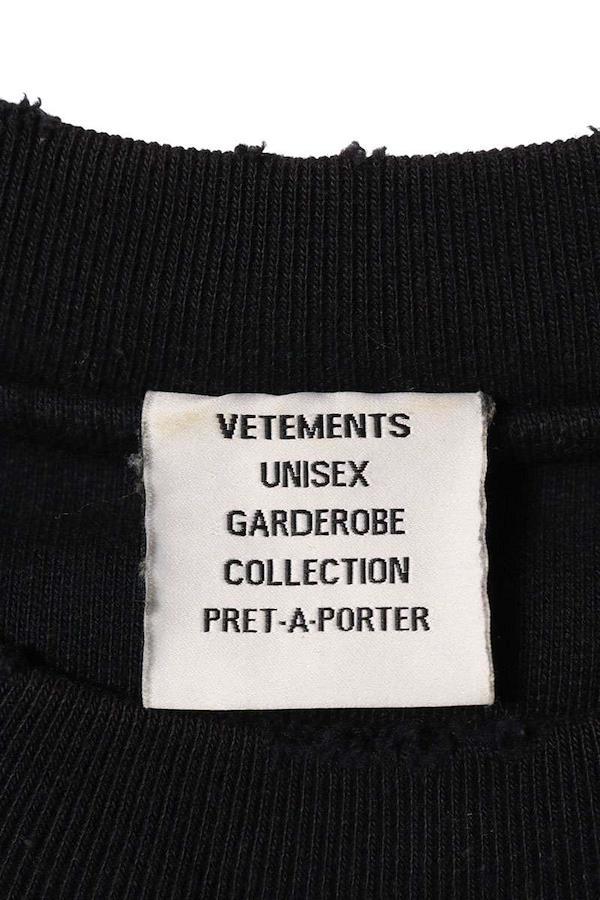 VETEMENTS
UNISEX
GARDEROBE
COLLECTION
PRET-A-PORTER